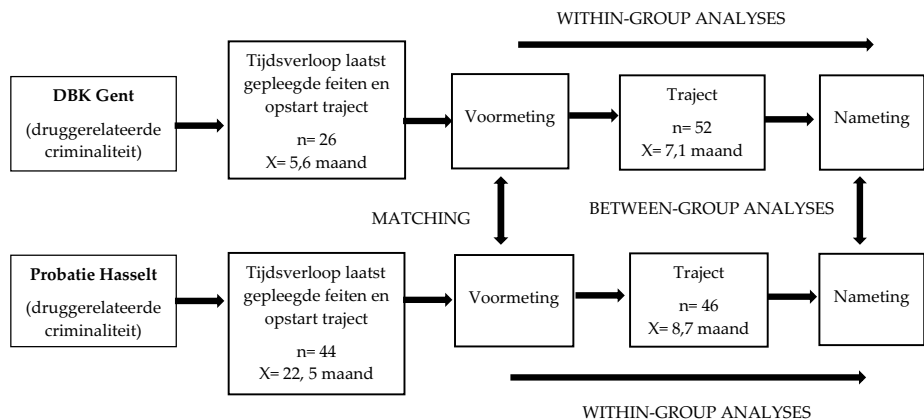 WITHIN-GROUP ANALYSES
DBK Gent
(druggerelateerde
criminaliteit)
Tijdsverloop laatst
gepleegde feiten en
opstart traject
n= 26
X= 5,6 maand
Voormeting
Traject
n= 52
X= 7,1 maand
Nameting
MATCHING
BETWEEN-GROUP ANALYSES
Probatie Hasselt
(druggerelateerde
criminaliteit)
Tijdsverloop laatst
gepleegde feiten en
opstart traject
n= 44
X= 22, 5 maand
Voormeting
Traject
n= 46
X= 8,7 maand
Nameting
WITHIN-GROUP ANALYSES